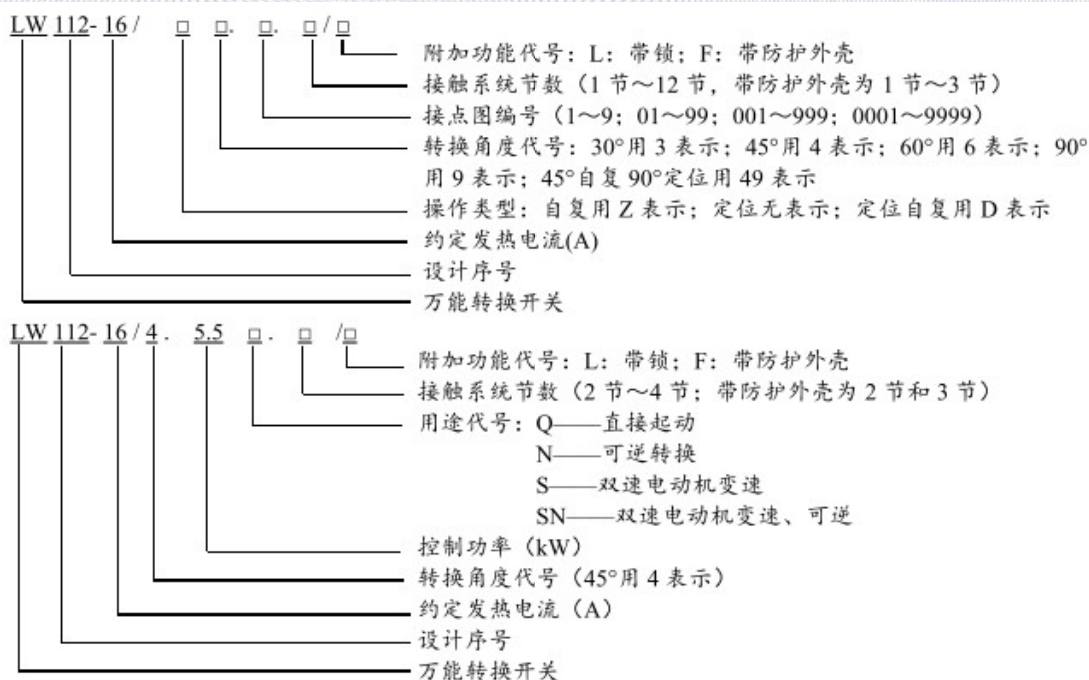 LW 112-16/ □ □. □. □/□
附加功能代号：L：带锁；F：带防护外壳
接触系统节数（1 节～12 节，带防护外壳为 1 节～3 节）
接点图编号（1～9；01～99；001～999；0001～9999）
转换角度代号：30°用 3 表示；45°用 4 表示；60°用 6 表示；90°
用 9 表示；45°自复 90°定位用 49 表示
操作类型：自复用 Z 表示；定位无表示；定位自复用 D 表示
约定发热电流(A)
设计序号
万能转换开关
LW 112-16/4. 5.5 □. □ /□
附加功能代号：L：带锁；F：带防护外壳
接触系统节数（2 节～4 节；带防护外壳为 2 节和 3 节）
用途代号：Q——直接起动
N——可逆转换
S——双速电动机变速
SN——双速电动机变速、可逆
控制功率（kW）
转换角度代号（45°用 4 表示）
约定发热电流（A）
设计序号
万能转换开关